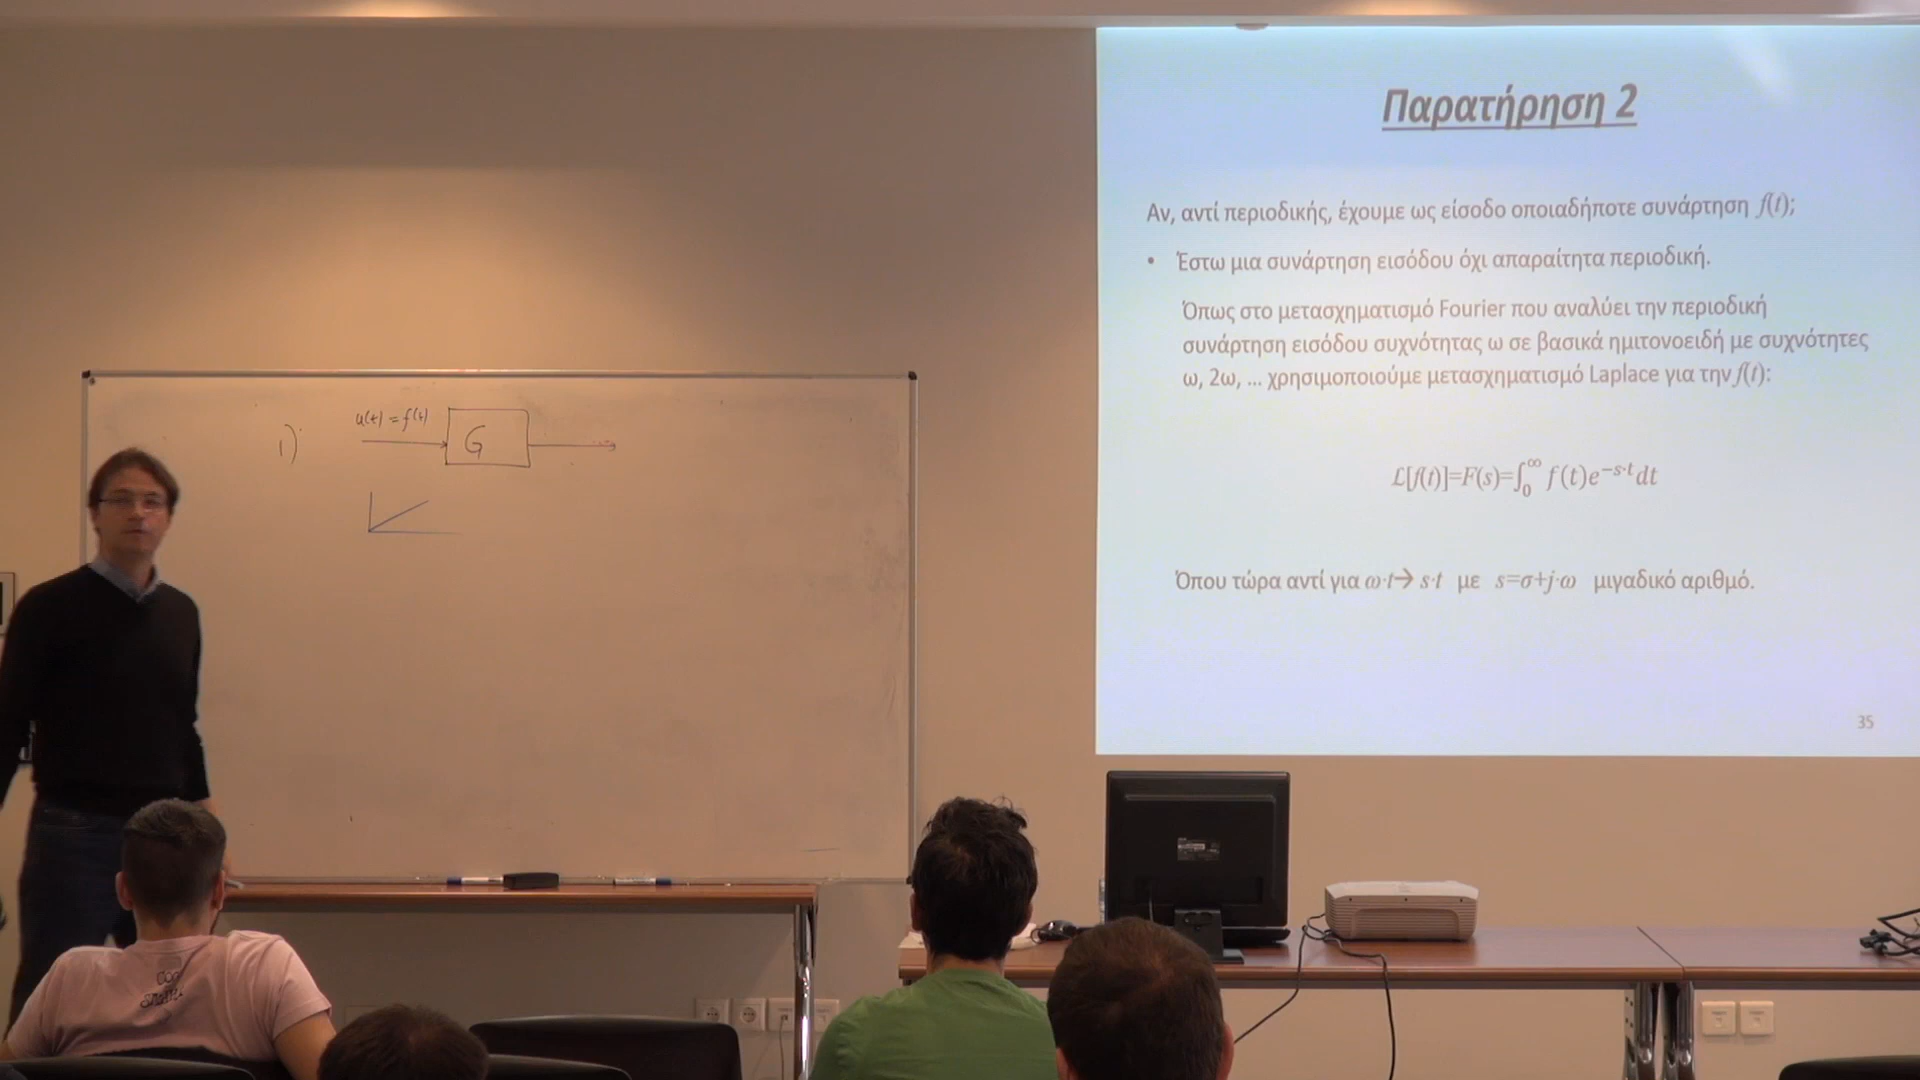 1)
u(t) = f(t)
G
Παρατήρηση 2
Αν, αντί περιοδικής, έχουμε ως είσοδο οποιαδήποτε συνάρτηση f(t);
• Έστω μια συνάρτηση εισόδου όχι απαραίτητα περιοδική.
Όπως στο μετασχηματισμό Fourier που αναλύει την περιοδική
συνάρτηση εισόδου συχνότητας ω σε βασικά ημιτονοειδή με συχνότητες
ω, 2ω, ... χρησιμοποιούμε μετασχηματισμό Laplace για την f(t):
ℒ[f(t)]=F(s)=∫₀^∞ f(t)e^{-s·t}dt
Όπου τώρα αντί για ω·t→ s·t με s=σ+j·ω μιγαδικό αριθμό.
35